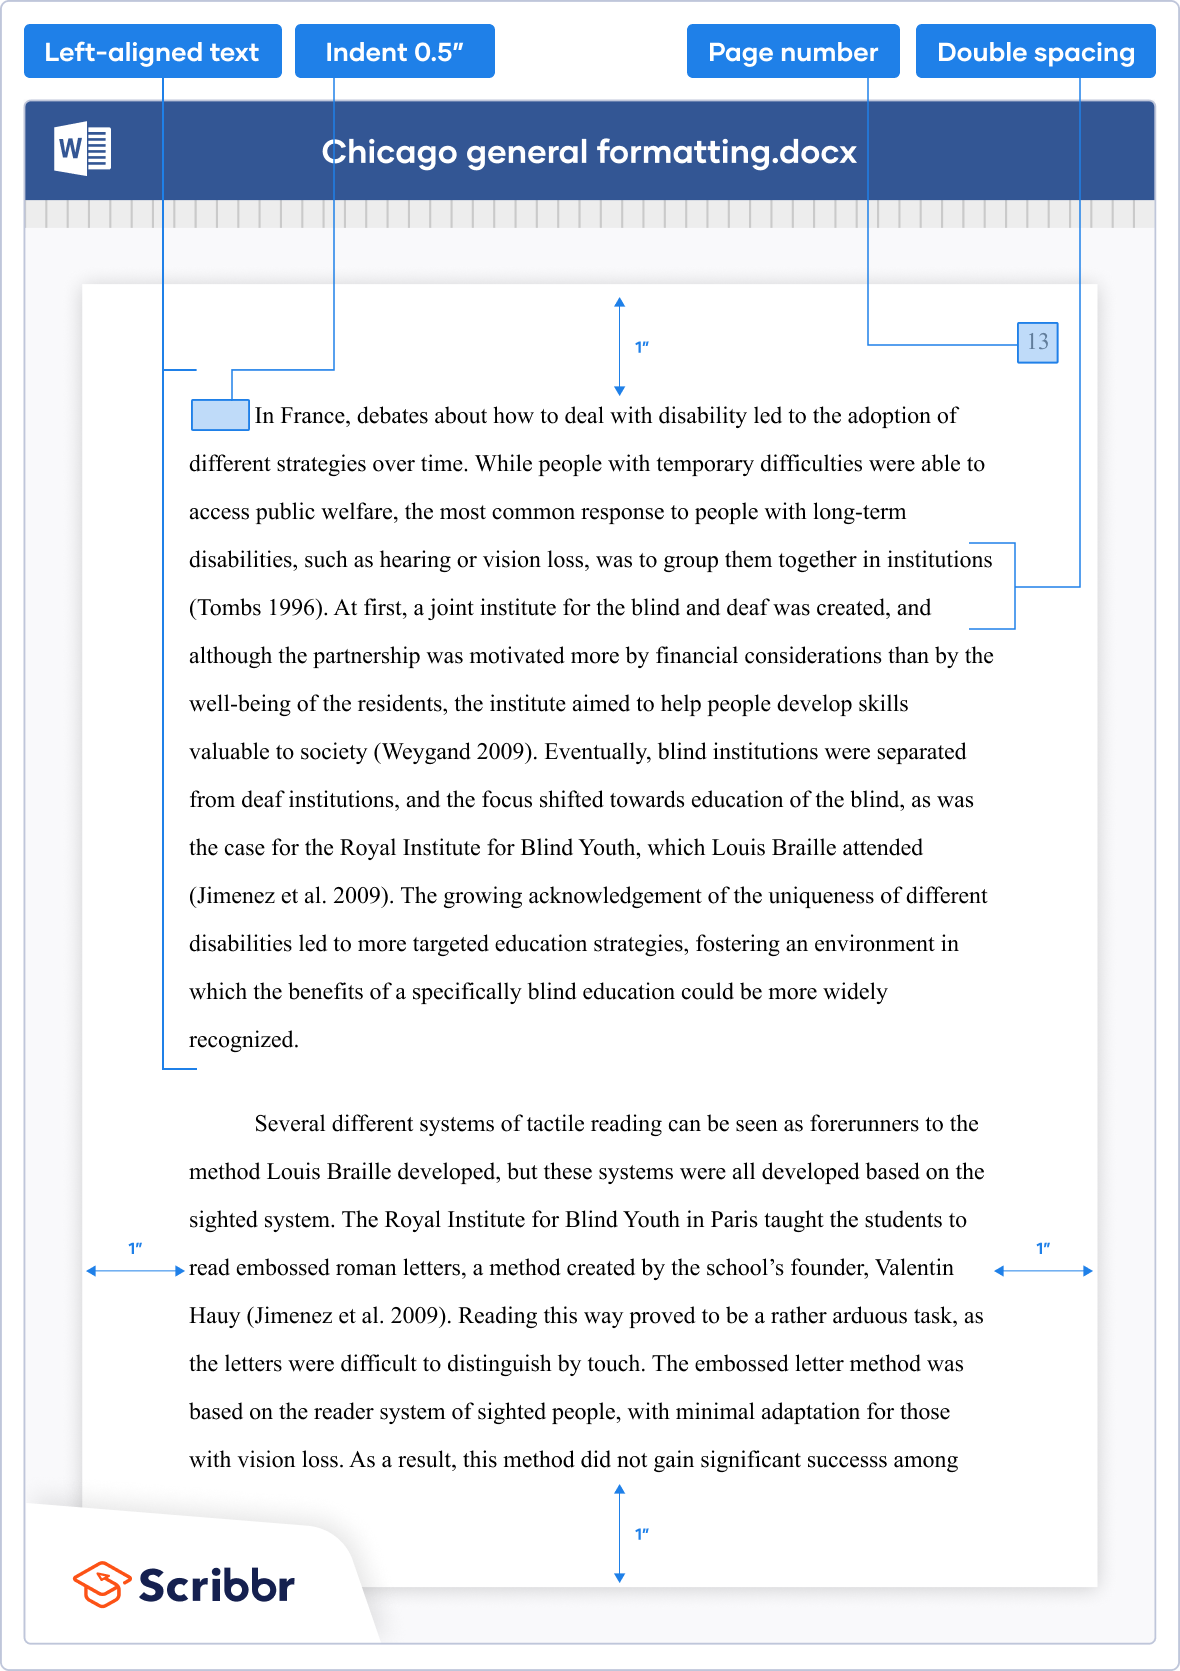 Left-aligned text
Indent 0.5″
Page number
Double spacing
W
Chicago general formatting.docx
1″
13
In France, debates about how to deal with disability led to the adoption of
different strategies over time. While people with temporary difficulties were able to
access public welfare, the most common response to people with long-term
disabilities, such as hearing or vision loss, was to group them together in institutions
(Tombs 1996). At first, a joint institute for the blind and deaf was created, and
although the partnership was motivated more by financial considerations than by the
well-being of the residents, the institute aimed to help people develop skills
valuable to society (Weygand 2009). Eventually, blind institutions were separated
from deaf institutions, and the focus shifted towards education of the blind, as was
the case for the Royal Institute for Blind Youth, which Louis Braille attended
(Jimenez et al. 2009). The growing acknowledgement of the uniqueness of different
disabilities led to more targeted education strategies, fostering an environment in
which the benefits of a specifically blind education could be more widely
recognized.
Several different systems of tactile reading can be seen as forerunners to the
method Louis Braille developed, but these systems were all developed based on the
sighted system. The Royal Institute for Blind Youth in Paris taught the students to
1″
1″
read embossed roman letters, a method created by the school’s founder, Valentin
Hauy (Jimenez et al. 2009). Reading this way proved to be a rather arduous task, as
the letters were difficult to distinguish by touch. The embossed letter method was
based on the reader system of sighted people, with minimal adaptation for those
with vision loss. As a result, this method did not gain significant successs among
1″
Scribbr